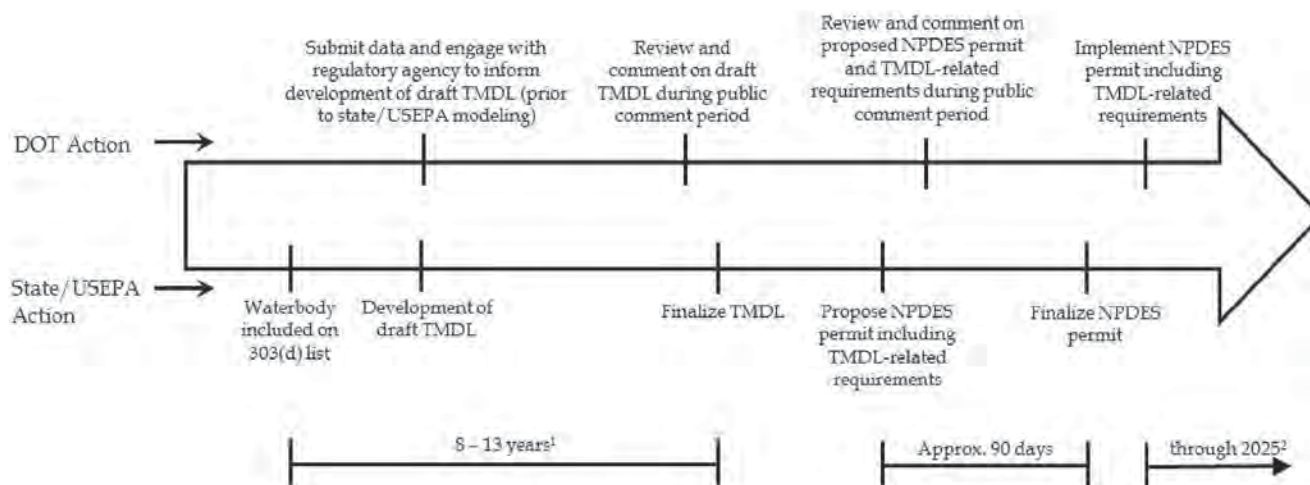 Submit data and engage with
regulatory agency to inform
development of draft TMDL (prior
to state/USEPA modeling)
Review and
comment on draft
TMDL during public
comment period
Review and comment on
proposed NPDES permit
and TMDL-related
requirements during public
comment period
Implement NPDES
permit including
TMDL-related
requirements
DOT Action
State/USEPA
Action
Waterbody
included on
303(d) list
Development of
draft TMDL
Finalize TMDL
Propose NPDES
permit including
TMDL-related
requirements
Finalize NPDES
permit
8 – 13 years¹
Approx. 90 days
through 2025²